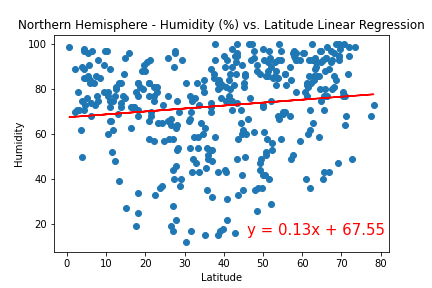 Northern Hemisphere - Humidity (%) vs. Latitude Linear Regression
100
80
60
40
20
Humidity
y = 0.13x + 67.55
0 10 20 30 40 50 60 70 80
Latitude